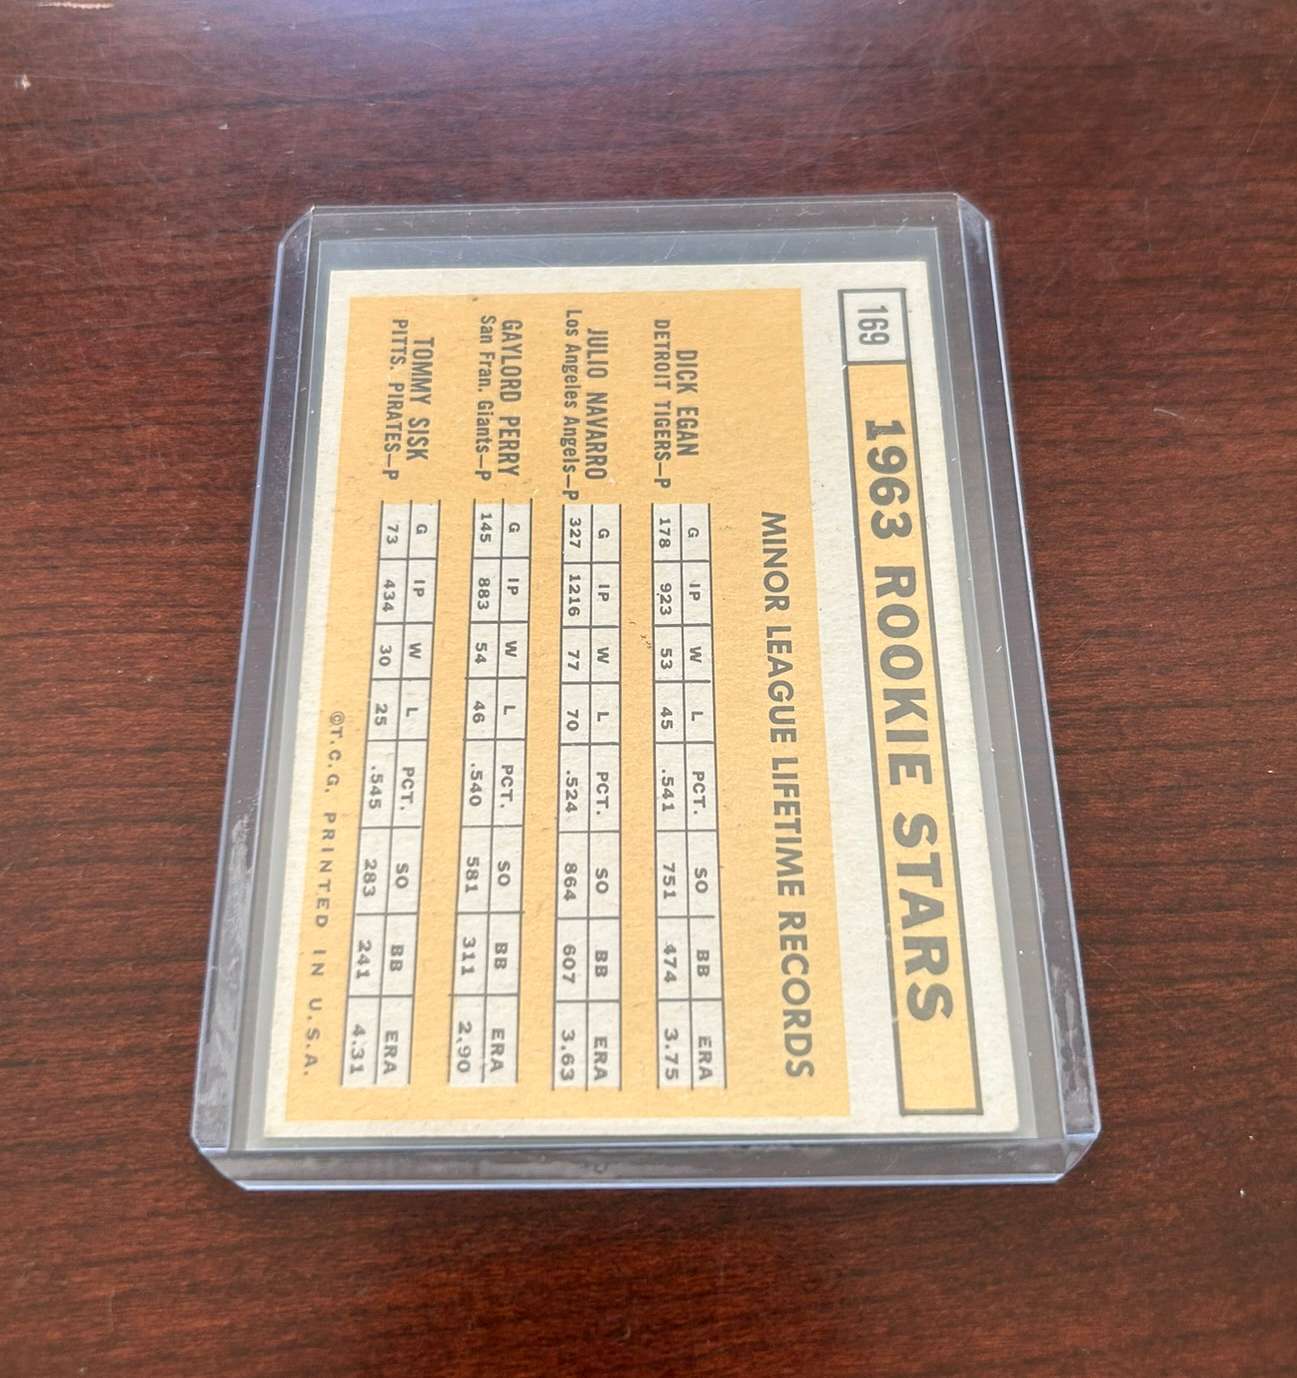 169 1963 ROOKIE STARS
MINOR LEAGUE LIFETIME RECORDS
DICK EGAN
DETROIT TIGERS—P
G IP W L PCT. SO BB ERA
178 923 53 45 .541 751 474 3.75
JULIO NAVARRO
Los Angeles Angels—P
G IP W L PCT. SO BB ERA
327 1216 77 70 .524 864 607 3.63
GAYLORD PERRY
San Fran. Giants—P
G IP W L PCT. SO BB ERA
145 883 54 46 .540 581 311 2.90
TOMMY SISK
PITTS. PIRATES—P
G IP W L PCT. SO BB ERA
73 434 30 25 .545 283 241 4.31
©T.C.G. PRINTED IN U.S.A.